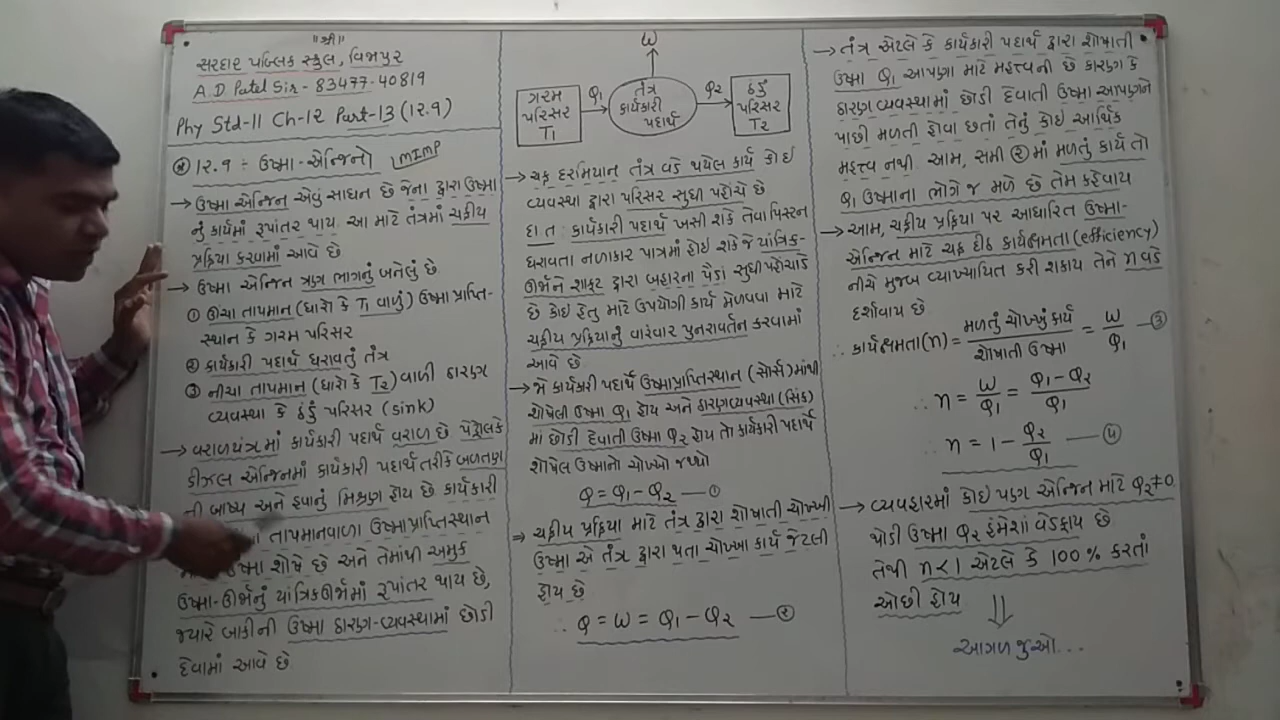 ॥ શ્રી ॥
સરદાર પબ્લિક સ્કુલ, વિજાપુર
A.D Patel Sir - 83477-40819
Phy Std-11 Ch-12 Part-13 (૧૨.૧)
૧૨.૧ ÷ ઉષ્મા-એન્જિનો MIMP
→ ઉષ્મા એન્જિન એવું સાધન છે જેના દ્વારા ઉષ્મા
નું કાર્યમાં રૂપાંતર થાય. આ માટે તંત્રમાં ચક્રીય
પ્રક્રિયા કરવામાં આવે છે
→ ઉષ્મા એન્જિન ત્રણ ભાગનું બનેલું છે
① ઊંચા તાપમાન (ધારો કે T₁ વાળું) ઉષ્મા પ્રાપ્તિ-
સ્થાન કે ગરમ પરિસર
② કાર્યકારી પદાર્થ ધરાવતું તંત્ર
③ નીચા તાપમાન (ધારો કે T₂) વાળી ઠારણ
વ્યવસ્થા કે ઠંડું પરિસર (sink)
→ વરાળયંત્રમાં કાર્યકારી પદાર્થ વરાળ છે પેટ્રોલ કે
ડીઝલ એન્જિનમાં કાર્યકારી પદાર્થ તરીકે બળતણ
ની બાષ્પ અને હવાનું મિશ્રણ હોય છે કાર્યકારી
તાપમાનવાળા ઉષ્માપ્રાપ્તિસ્થાન
ઉષ્મા શોષે છે અને તેમાંથી અમુક
ઉષ્મા-ઊર્જાનું યાંત્રિકઊર્જામાં રૂપાંતર થાય છે,
જ્યારે બાકીની ઉષ્મા ઠારણ-વ્યવસ્થામાં છોડી
દેવામાં આવે છે
W
ગરમ
પરિસર
T₁
Q₁
તંત્ર
કાર્યકારી
પદાર્થ
Q₂
ઠંડું
પરિસર
T₂
→ ચક્ર દરમિયાન તંત્ર વડે થયેલ કાર્ય કોઈ
વ્યવસ્થા દ્વારા પરિસર સુધી પહોંચે છે
દા.ત : કાર્યકારી પદાર્થ ખસી શકે તેવા પિસ્ટન
ધરાવતા નળાકાર પાત્રમાં હોઈ શકે જે યાંત્રિક-
ઊર્જાને શાફ્ટ દ્વારા બહારના પૈડાં સુધી પહોંચાડે
છે કોઈ હેતુ માટે ઉપયોગી કાર્ય મેળવવા માટે
ચક્રીય પ્રક્રિયાનું વારંવાર પુનરાવર્તન કરવામાં
આવે છે
→ જો કાર્યકારી પદાર્થે ઉષ્માપ્રાપ્તિસ્થાન (સોર્સ) માંથી
શોષેલી ઉષ્મા Q₁ હોય અને ઠારણવ્યવસ્થા (સિંક)
માં છોડી દેવાતી ઉષ્મા Q₂ હોય તો કાર્યકારી પદાર્થે
શોષેલ ઉષ્માનો ચોખ્ખો જથ્થો
Q = Q₁ - Q₂ — ①
→ ચક્રીય પ્રક્રિયા માટે તંત્ર દ્વારા શોષાતી ચોખ્ખી
ઉષ્મા એ તંત્ર દ્વારા થતા ચોખ્ખા કાર્ય જેટલી
હોય છે
∴ Q = W = Q₁ - Q₂ — ②
→ તંત્ર એટલે કે કાર્યકારી પદાર્થ દ્વારા શોષાતી
ઉષ્મા Q₁ આપણા માટે મહત્ત્વની છે કારણ કે
ઠારણ વ્યવસ્થામાં છોડી દેવાતી ઉષ્મા આપણને
પાછી મળતી હોવા છતાં તેનું કોઈ આર્થિક
મહત્ત્વ નથી. આમ, સમી ② માં મળતું કાર્ય તો
Q₁ ઉષ્માના ભોગે જ મળે છે તેમ કહેવાય
→ આમ, ચક્રીય પ્રક્રિયા પર આધારિત ઉષ્મા-
એન્જિન માટે ચક્ર દીઠ કાર્યક્ષમતા (efficiency)
નીચે મુજબ વ્યાખ્યાયિત કરી શકાય તેને η વડે
દર્શાવાય છે
∴ કાર્યક્ષમતા (η) = મળતું ચોખ્ખું કાર્ય / શોષાતી ઉષ્મા = W / Q₁ — ③
∴ η = W / Q₁ = Q₁ - Q₂ / Q₁
∴ η = 1 - Q₂ / Q₁ — ④
→ વ્યવહારમાં કોઈ પણ એન્જિન માટે Q₂ ≠ 0
થોડી ઉષ્મા Q₂ હંમેશાં વેડફાય છે
તેથી η < 1 એટલે કે 100 % કરતાં
ઓછી હોય
આગળ જુઓ...